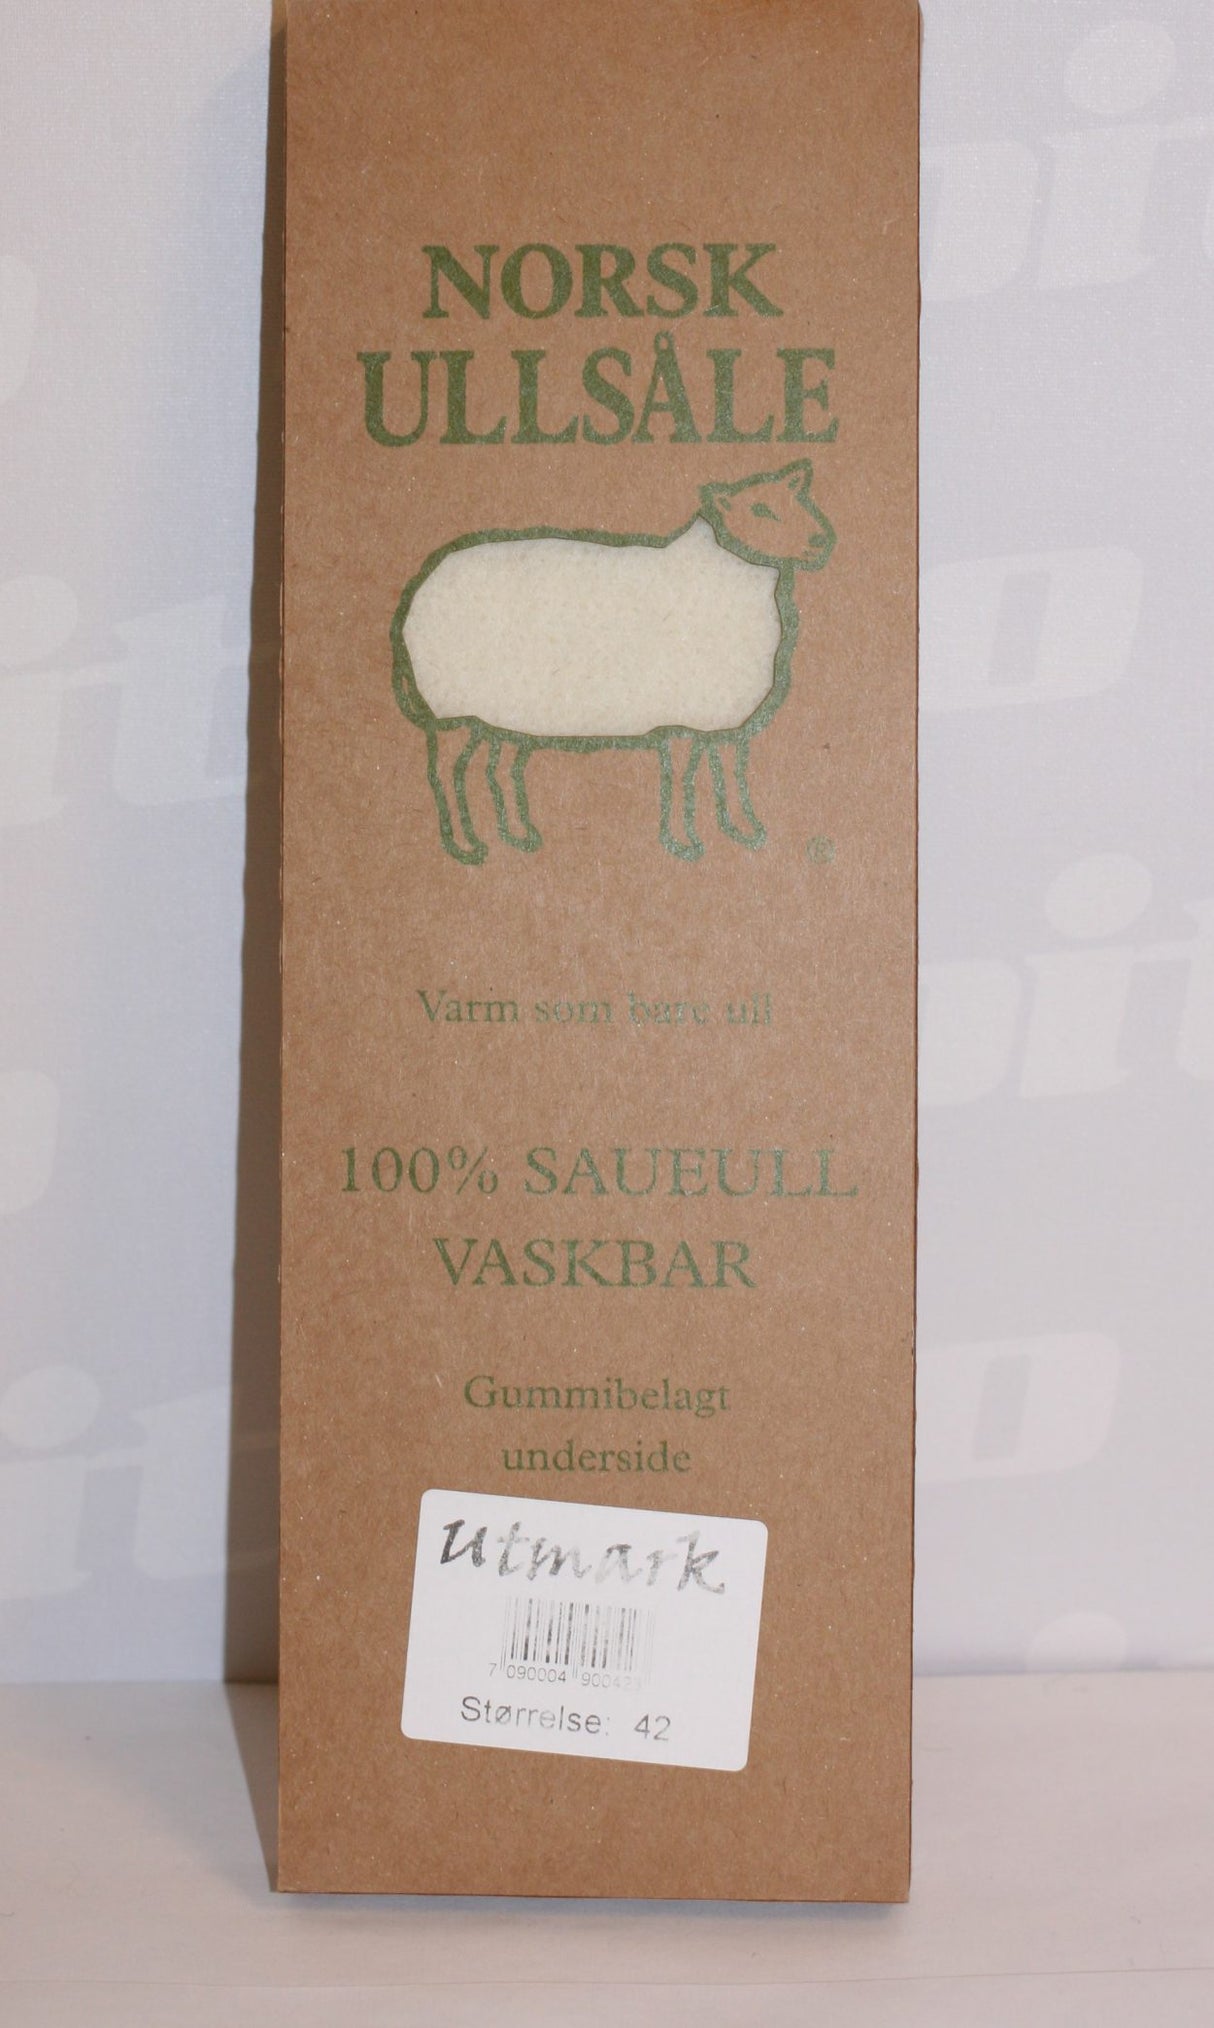 NORSK
ULLSÅLE
®
Varm som bare ull
100% SAUEULL
VASKBAR
Gummibelagt
underside
utmark
7 090004 900423
Størrelse: 42